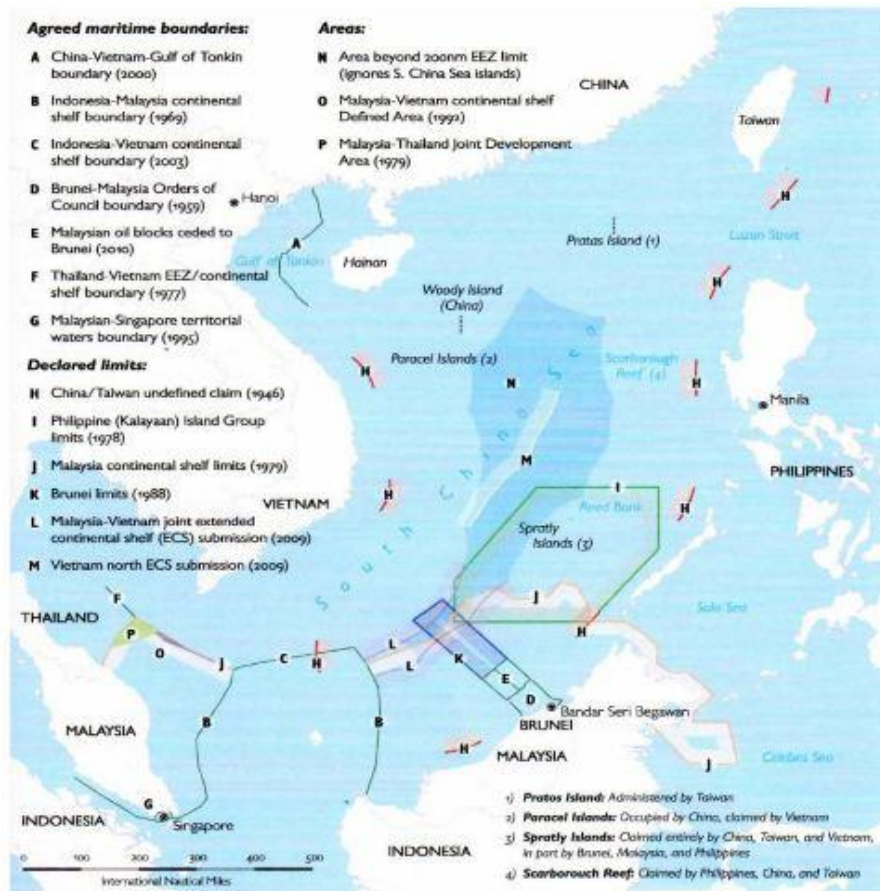 Agreed maritime boundaries:
A China-Vietnam-Gulf of Tonkin
boundary (2000)
B Indonesia-Malaysia continental
shelf boundary (1969)
C Indonesia-Vietnam continental
shelf boundary (2003)
D Brunei-Malaysia Orders of
Council boundary (1959)
E Malaysian oil blocks ceded to
Brunei (2010)
F Thailand-Vietnam EEZ/continental
shelf boundary (1977)
G Malaysian-Singapore territorial
waters boundary (1995)
Declared limits:
H China/Taiwan undefined claim (1946)
I Philippine (Kalayaan) Island Group
limits (1978)
J Malaysia continental shelf limits (1979)
K Brunei limits (1988)
L Malaysia-Vietnam joint extended
continental shelf (ECS) submission (2009)
M Vietnam north ECS submission (2009)
Areas:
N Area beyond 200nm EEZ limit
(ignores S. China Sea islands)
O Malaysia-Vietnam continental shelf
Defined Area (1992)
P Malaysia-Thailand Joint Development
Area (1979)
CHINA
Taiwan
Hanoi
H
A
Pratas Island (1)
Luzon Strait
Gulf of Tonkin
Hainan
H
Woody Island
(China)
Paracel Islands (2)
Scarborough
Reef (4)
H
N
H
Manila
South China Sea
M
PHILIPPINES
VIETNAM
H
I
Reed Bank
H
Spratly
Islands (3)
F
J
Sulu Sea
THAILAND
P
O
H
L
C
J
H
L
K
E
B
B
D
Bandar Seri Begawan
MALAYSIA
BRUNEI
H
MALAYSIA
J
Celebes Sea
G
INDONESIA
Singapore
INDONESIA
1) Pratos Island: Administered by Taiwan
2) Paracel Islands: Occupied by China, claimed by Vietnam
3) Spratly Islands: Claimed entirely by China, Taiwan, and Vietnam,
in part by Brunei, Malaysia, and Philippines
4) Scarborouch Reef: Claimed by Philippines, China, and Taiwan
0 100 200 300 400 500
International Nautical Miles